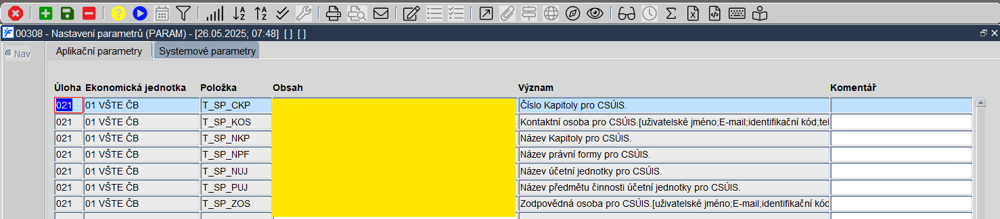 00308 - Nastavení parametrů (PARAM) - [26.05.2025; 07:48] [ ] [ ]
Nav
Aplikační parametry Systemové parametry
Úloha Ekonomická jednotka Položka Obsah Význam Komentář
021 01 VŠTE ČB T_SP_CKP Číslo Kapitoly pro CSÚIS.
021 01 VŠTE ČB T_SP_KOS Kontaktní osoba pro CSÚIS.[uživatelské jméno;E-mail;identifikační kód;tel
021 01 VŠTE ČB T_SP_NKP Název Kapitoly pro CSÚIS.
021 01 VŠTE ČB T_SP_NPF Název právní formy pro CSÚIS.
021 01 VŠTE ČB T_SP_NUJ Název účetní jednotky pro CSÚIS.
021 01 VŠTE ČB T_SP_PUJ Název předmětu činnosti účetní jednotky pro CSÚIS.
021 01 VŠTE ČB T_SP_ZOS Zodpovědná osoba pro CSÚIS.[uživatelské jméno;E-mail;identifikační kód